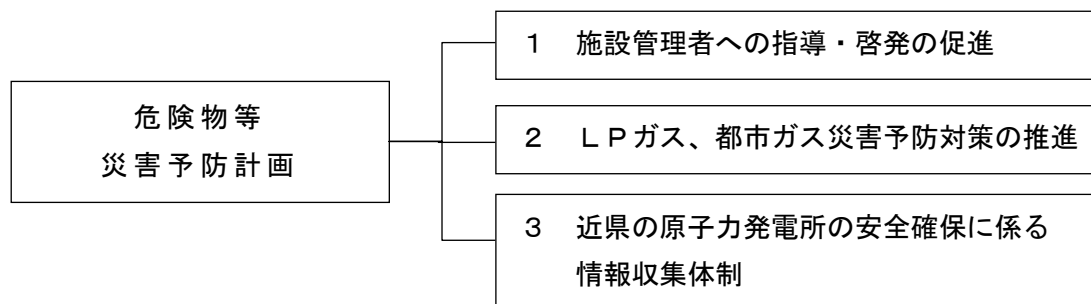 危険物等
災害予防計画
１　施設管理者への指導・啓発の促進
２　ＬＰガス、都市ガス災害予防対策の推進
３　近県の原子力発電所の安全確保に係る
情報収集体制